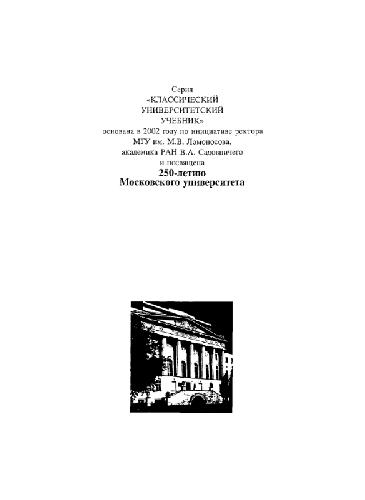 Серия
«КЛАССИЧЕСКИЙ
УНИВЕРСИТЕТСКИЙ
УЧЕБНИК»
основана в 2002 году по инициативе ректора
МГУ им. М.В. Ломоносова,
академика РАН В.А. Садовничего
и посвящена
250-летию
Московского университета